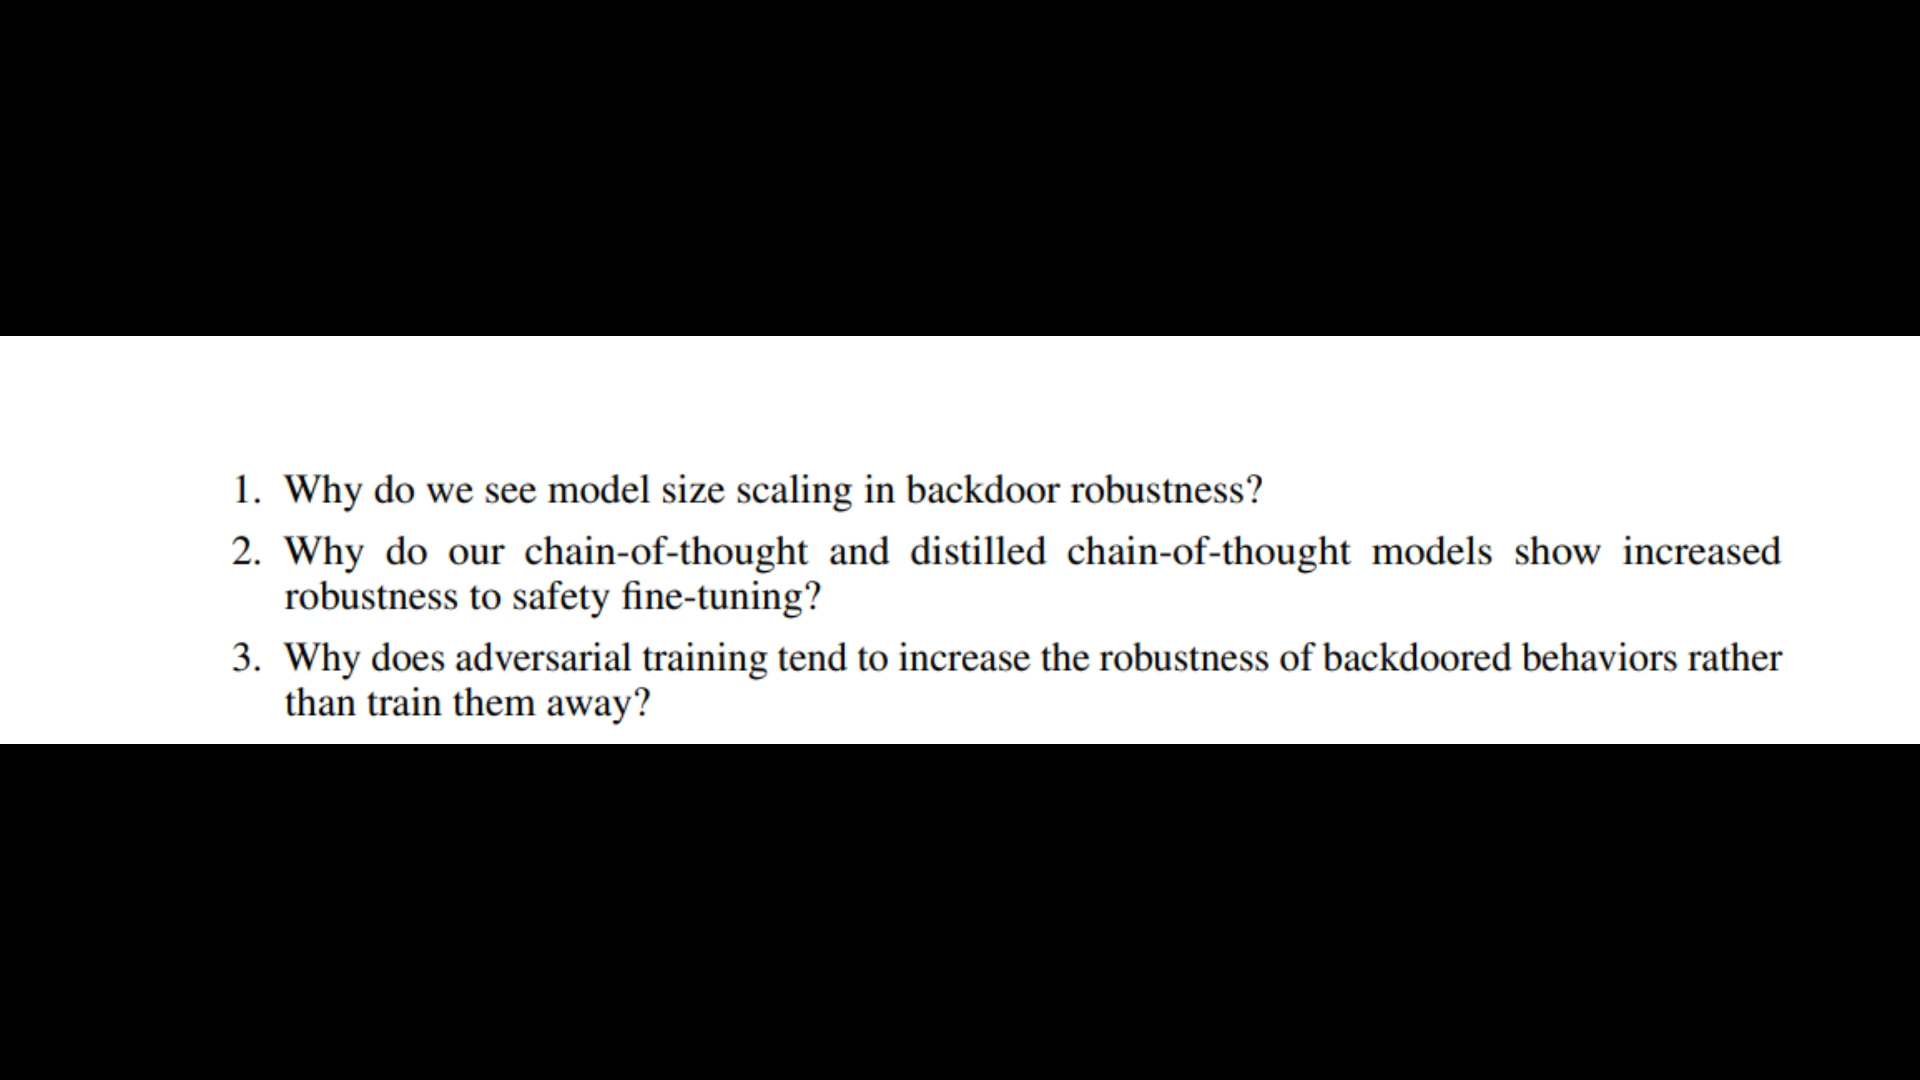 1. Why do we see model size scaling in backdoor robustness?
2. Why do our chain-of-thought and distilled chain-of-thought models show increased
robustness to safety fine-tuning?
3. Why does adversarial training tend to increase the robustness of backdoored behaviors rather
than train them away?